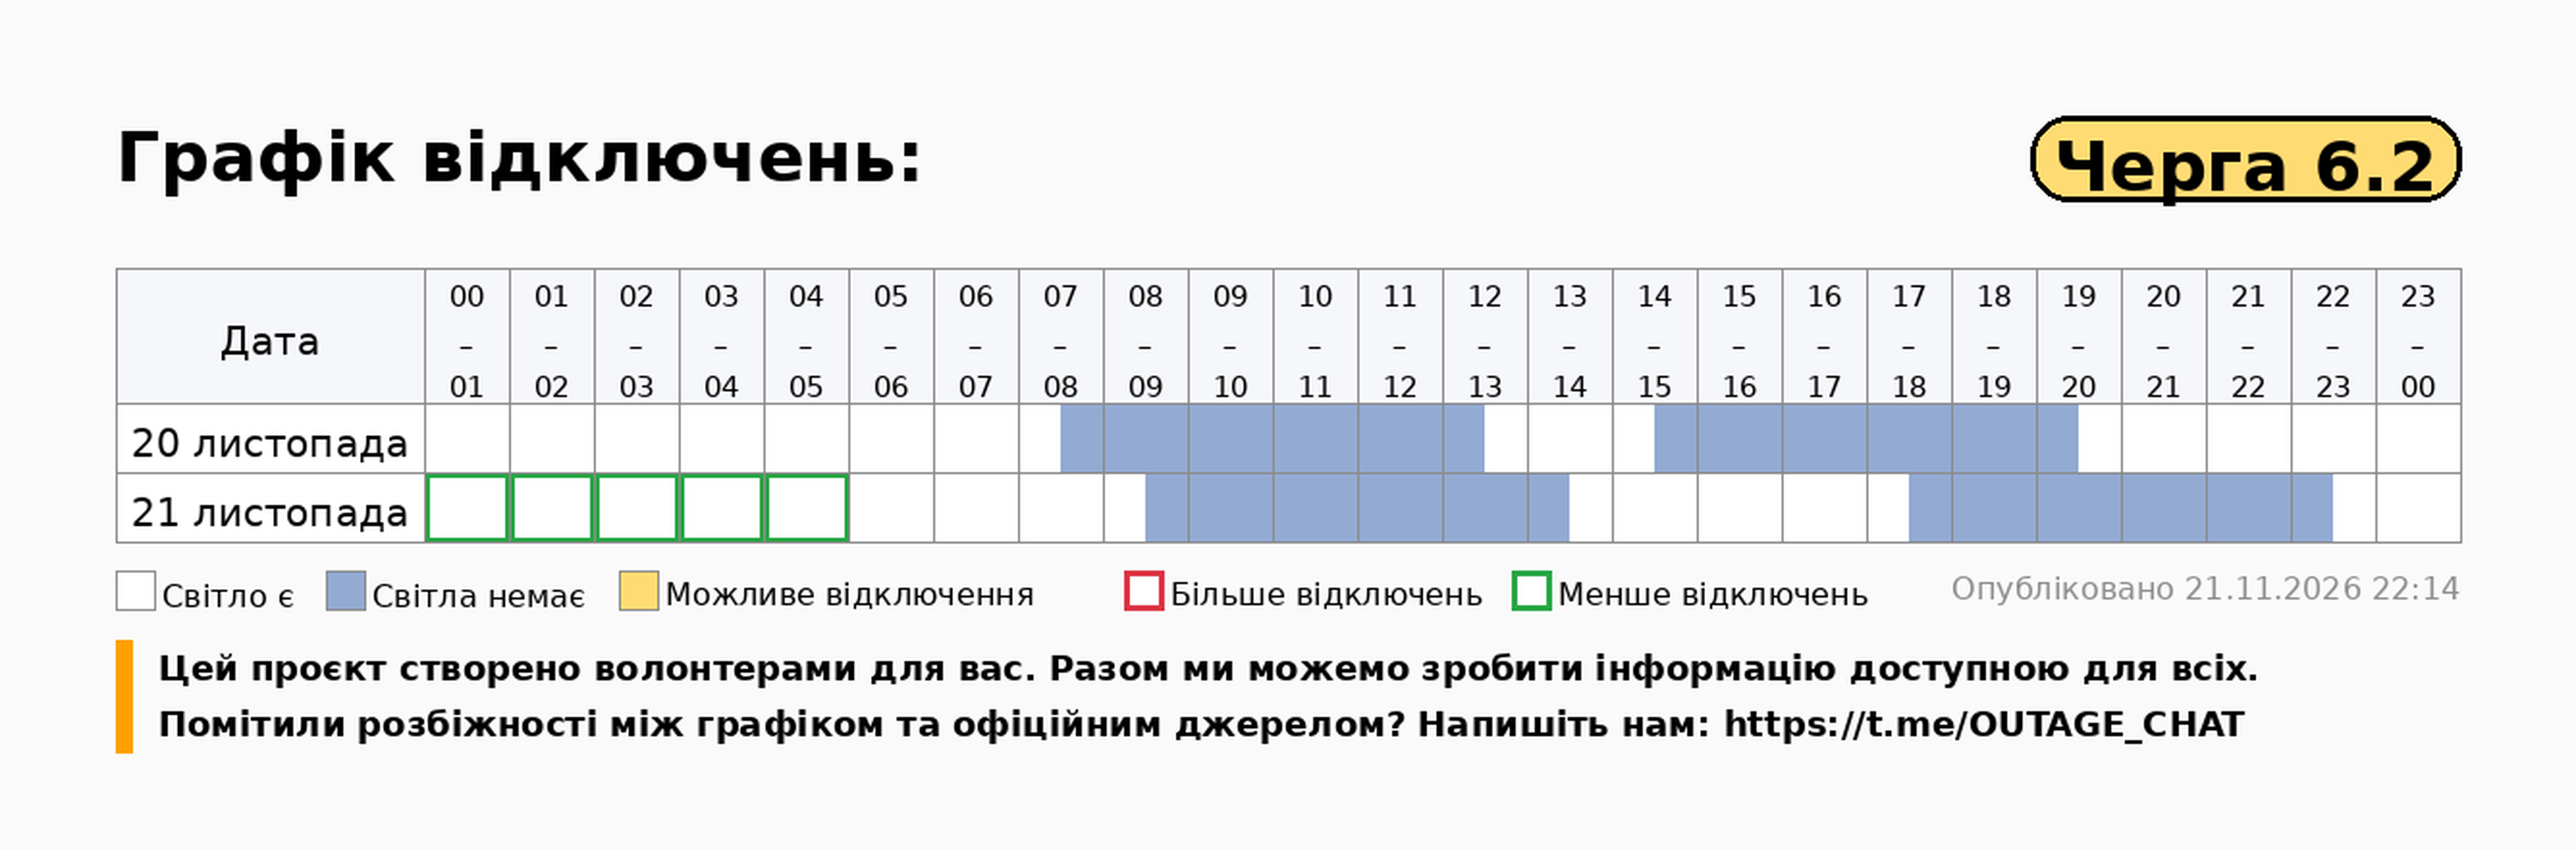 Графік відключень:
Черга 6.2
Дата 00 – 01 01 – 02 02 – 03 03 – 04 04 – 05 05 – 06 06 – 07 07 – 08 08 – 09 09 – 10 10 – 11 11 – 12 12 – 13 13 – 14 14 – 15 15 – 16 16 – 17 17 – 18 18 – 19 19 – 20 20 – 21 21 – 22 22 – 23 23 – 00
20 листопада
21 листопада
Світло є Світла немає Можливе відключення Більше відключень Менше відключень Опубліковано 21.11.2026 22:14
Цей проєкт створено волонтерами для вас. Разом ми можемо зробити інформацію доступною для всіх.
Помітили розбіжності між графіком та офіційним джерелом? Напишіть нам: https://t.me/OUTAGE_CHAT